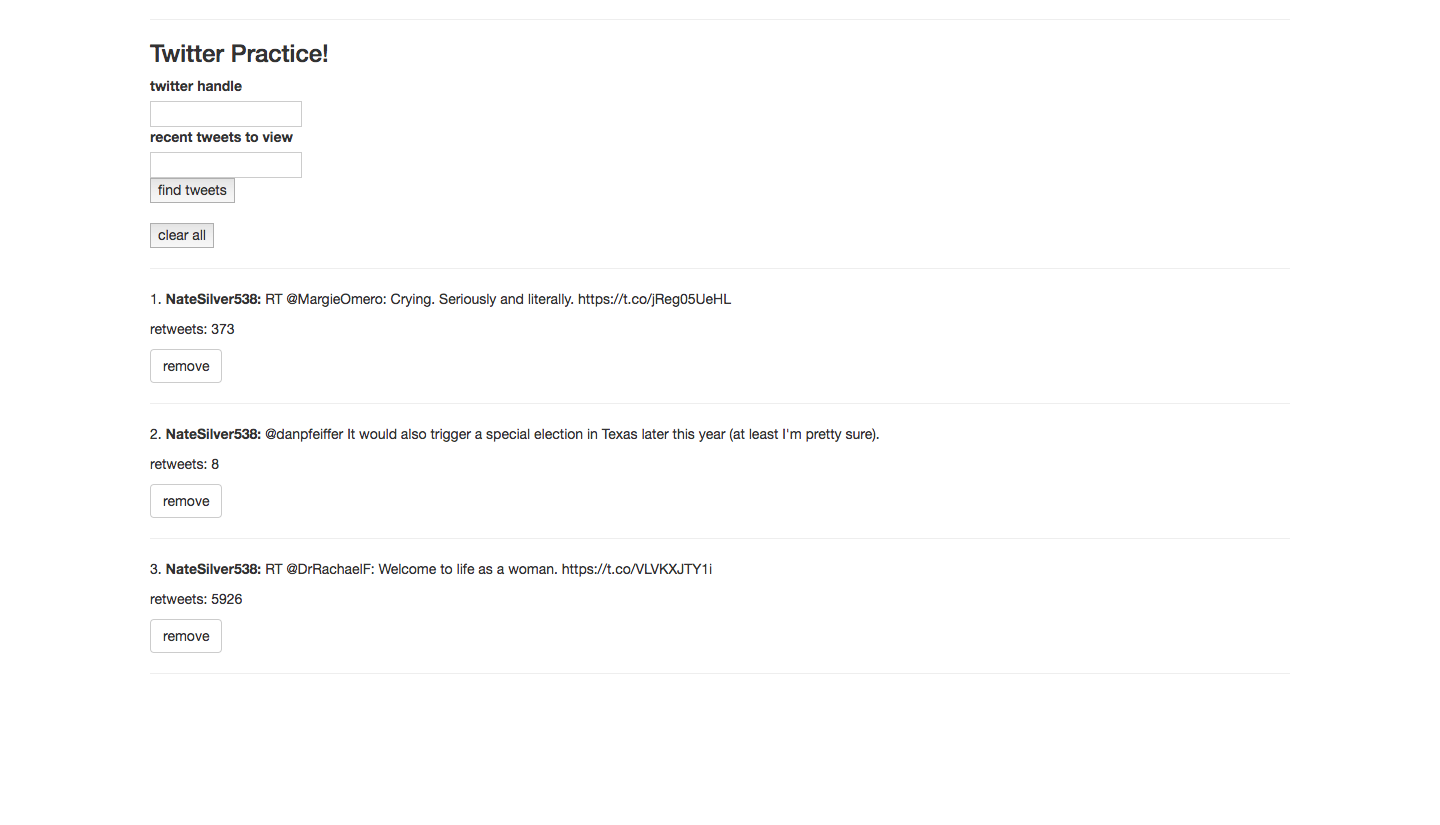 Twitter Practice!
twitter handle
recent tweets to view
find tweets
clear all
1. NateSilver538: RT @MargieOmero: Crying. Seriously and literally. https://t.co/jReg05UeHL
retweets: 373
remove
2. NateSilver538: @danpfeiffer It would also trigger a special election in Texas later this year (at least I'm pretty sure).
retweets: 8
remove
3. NateSilver538: RT @DrRachaelF: Welcome to life as a woman. https://t.co/VLVKXJTY1i
retweets: 5926
remove